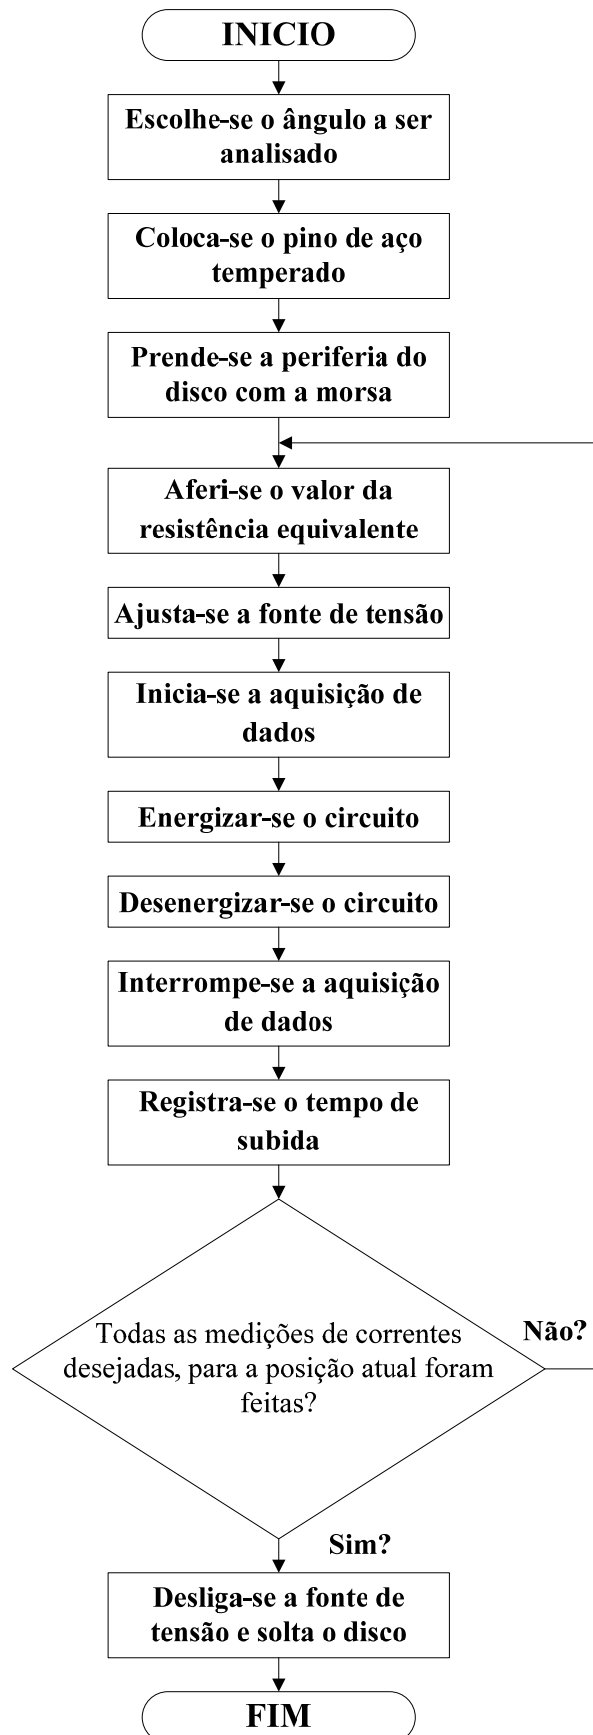 INICIO
Escolhe-se o ângulo a ser
analisado
Coloca-se o pino de aço
temperado
Prende-se a periferia do
disco com a morsa
Aferi-se o valor da
resistência equivalente
Ajusta-se a fonte de tensão
Inicia-se a aquisição de
dados
Energizar-se o circuito
Desenergizar-se o circuito
Interrompe-se a aquisição
de dados
Registra-se o tempo de
subida
Todas as medições de correntes
desejadas, para a posição atual foram
feitas?
Não?
Sim?
Desliga-se a fonte de
tensão e solta o disco
FIM